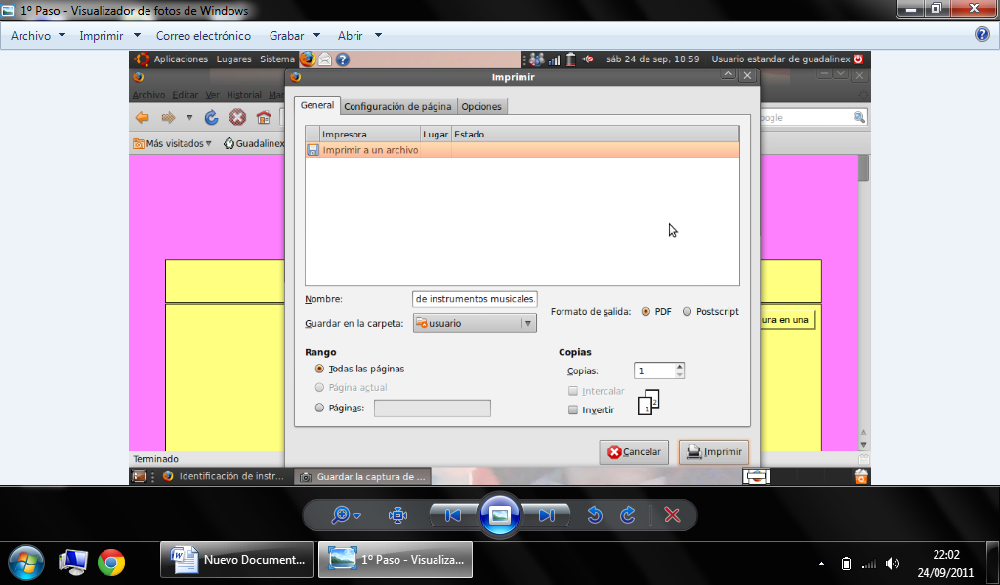 1º Paso - Visualizador de fotos de Windows
Archivo Imprimir Correo electrónico Grabar Abrir
Aplicaciones Lugares Sistema sáb 24 de sep, 18:59 Usuario estandar de guadalinex
Imprimir
Archivo Editar Ver Historial Mar
General Configuración de página Opciones
ogle
Más visitados Guadalinex
Impresora Lugar Estado
Imprimir a un archivo
Nombre: de instrumentos musicales.
Formato de salida: PDF Postscript
Guardar en la carpeta: usuario
una en una
Rango
Todas las páginas
Página actual
Páginas:
Copias
Copias: 1
Intercalar
Invertir
1 2
Cancelar Imprimir
Terminado
Identificación de instr... Guardar la captura de ...
Nuevo Document... 1º Paso - Visualiza...
22:02
24/09/2011